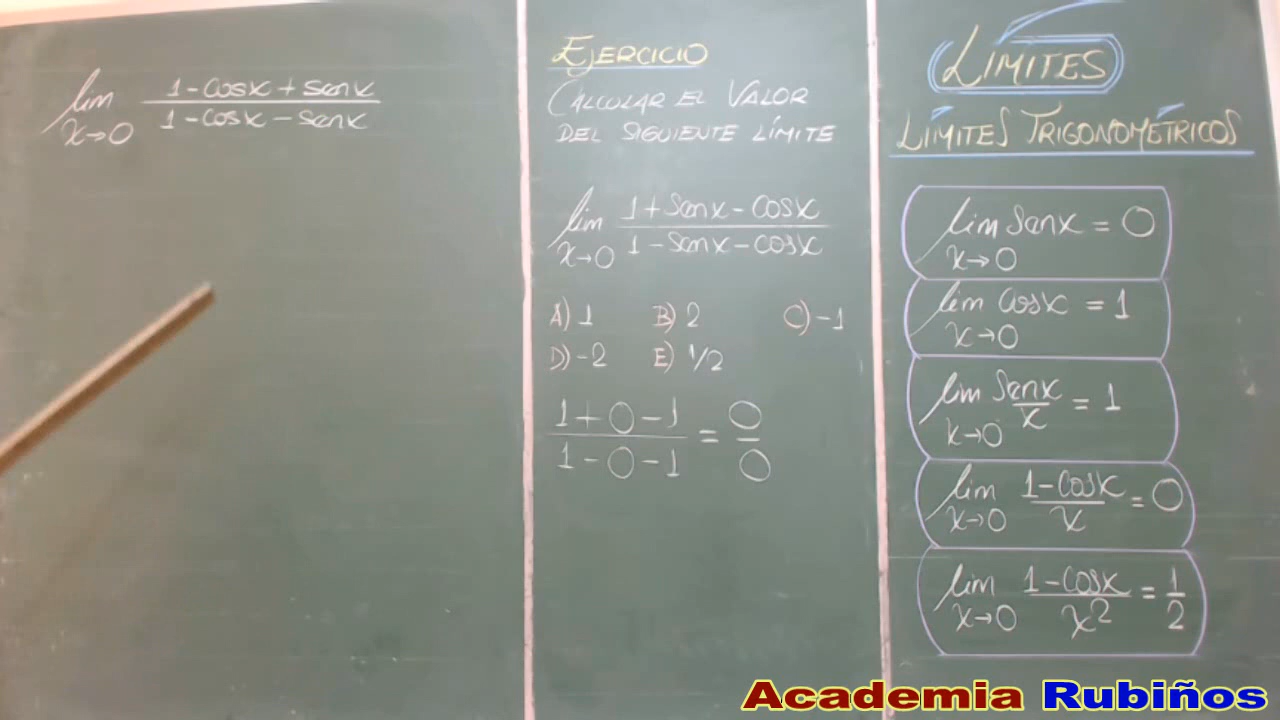 lim 1-cosx+senx / 1-cosx-senx
x→0
EJERCICIO
CALCULAR EL VALOR
DEL SIGUIENTE LÍMITE
lim 1+senx-cosx / 1-senx-cosx
x→0
A) 1 B) 2 C) -1
D) -2 E) 1/2
1+0-1 / 1-0-1 = 0/0
LÍMITES
LÍMITES TRIGONOMÉTRICOS
lim senx = 0
x→0
lim cosx = 1
x→0
lim senx/x = 1
x→0
lim 1-cosx/x = 0
x→0
lim 1-cosx/x² = 1/2
x→0
Academia Rubiños